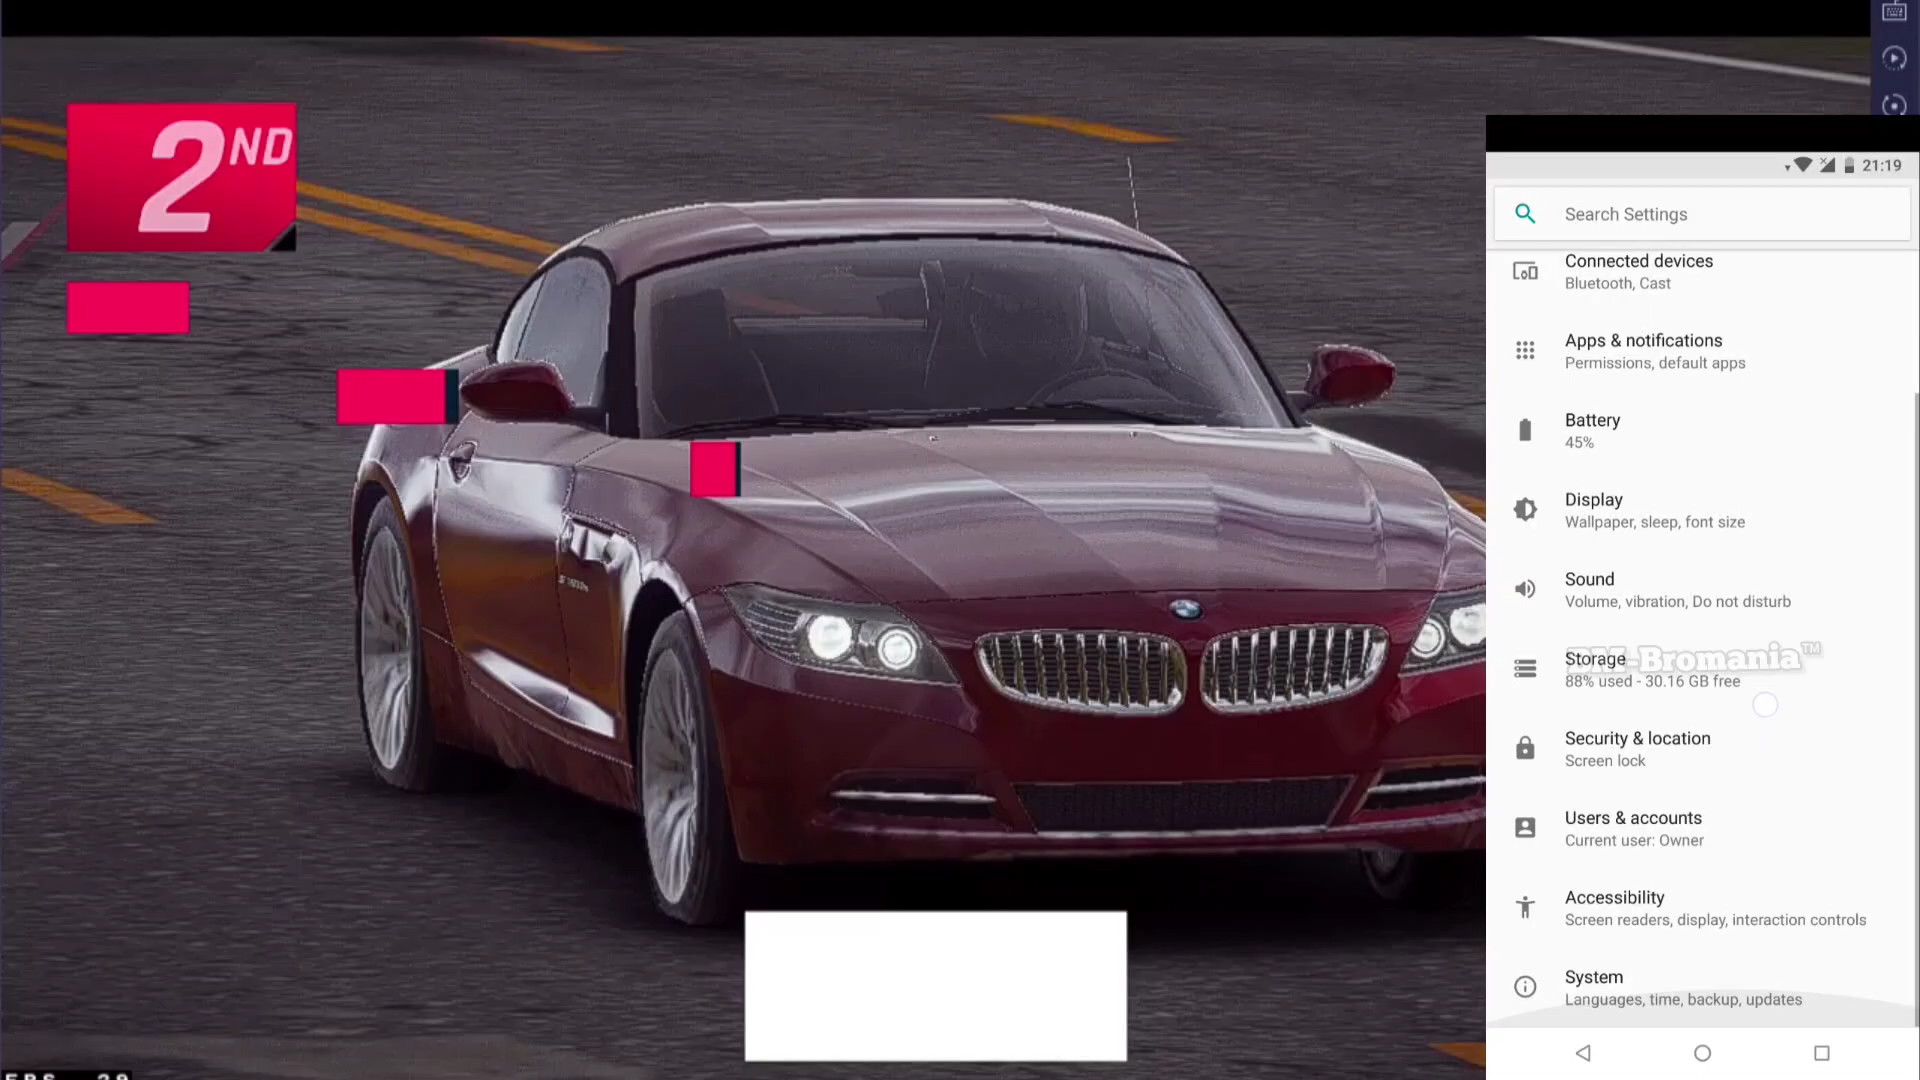 2ND
21:19
Search Settings
Connected devices
Bluetooth, Cast
Apps & notifications
Permissions, default apps
Battery
45%
Display
Wallpaper, sleep, font size
Sound
Volume, vibration, Do not disturb
Storage
-Bromania™
88% used - 30.16 GB free
Security & location
Screen lock
Users & accounts
Current user: Owner
Accessibility
Screen readers, display, interaction controls
System
Languages, time, backup, updates